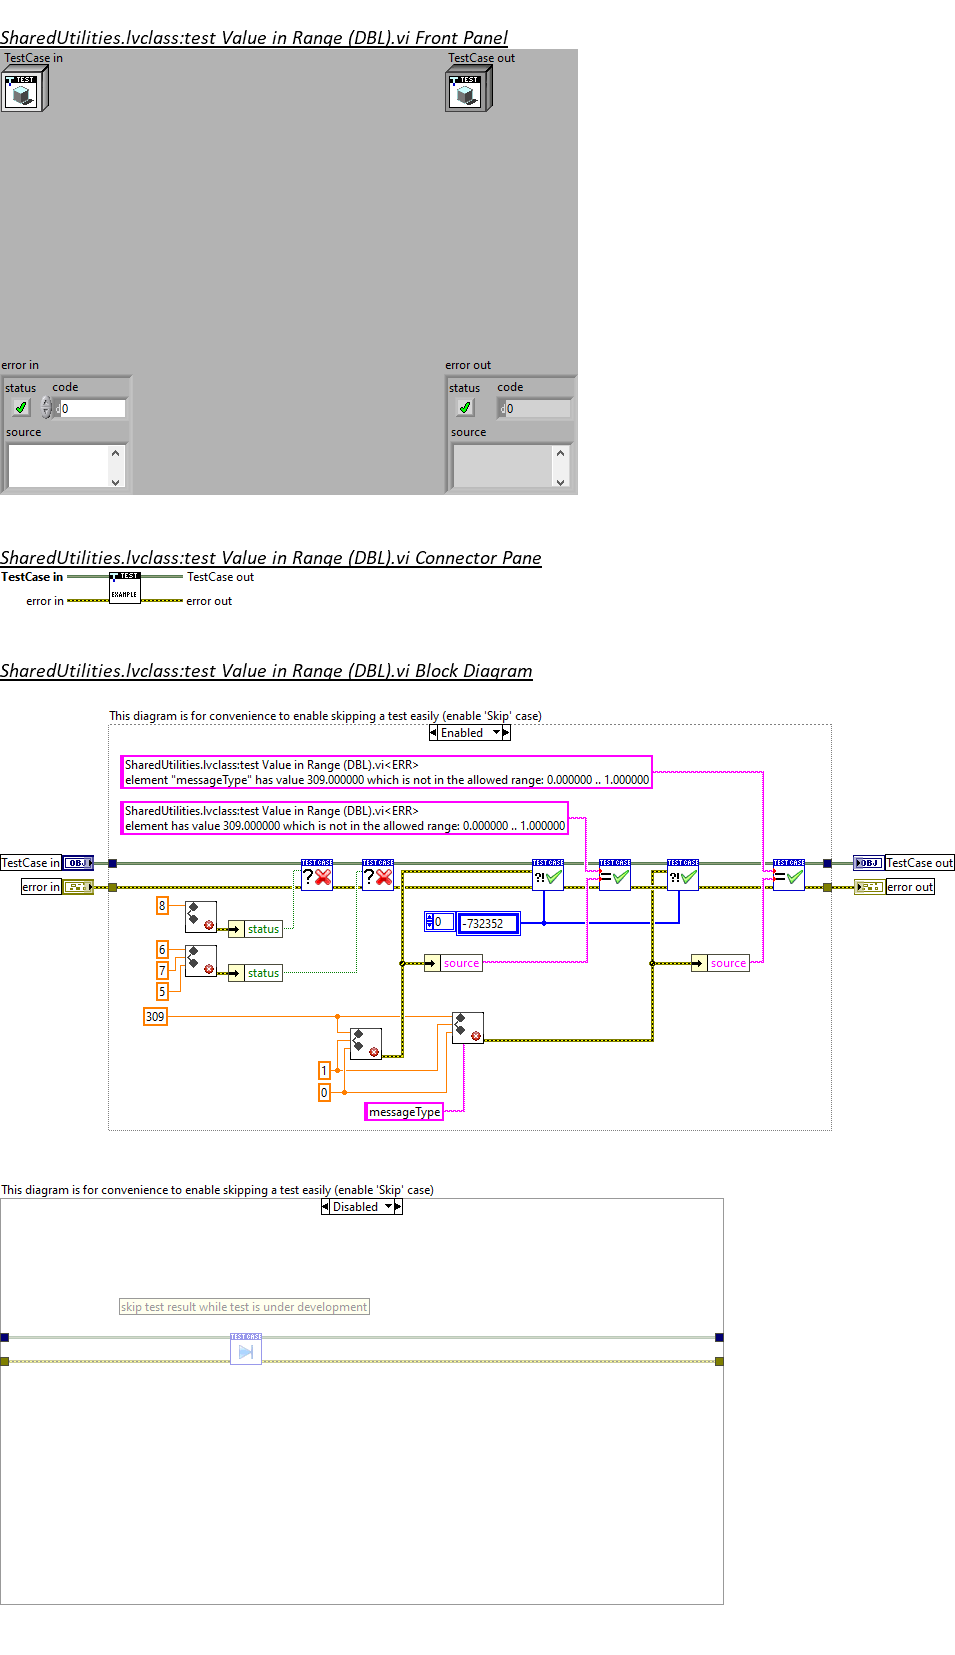 SharedUtilities.lvclass:test Value in Range (DBL).vi Front Panel
TestCase in
TestCase out
TEST
TEST
error in
error out
status
code
status
code
d
0
d
0
source
source
SharedUtilities.lvclass:test Value in Range (DBL).vi Connector Pane
TestCase in
TEST
TestCase out
error in
EXAMPLE
error out
SharedUtilities.lvclass:test Value in Range (DBL).vi Block Diagram
This diagram is for convenience to enable skipping a test easily (enable 'Skip' case)
Enabled
SharedUtilities.lvclass:test Value in Range (DBL).vi<ERR>
element "messageType" has value 309.000000 which is not in the allowed range: 0.000000 .. 1.000000
SharedUtilities.lvclass:test Value in Range (DBL).vi<ERR>
element has value 309.000000 which is not in the allowed range: 0.000000 .. 1.000000
TEST CASE
TEST CASE
TEST CASE
TEST CASE
TEST CASE
TEST CASE
TestCase in
OBJ
?
?
?!
=
?!
=
OBJ
TestCase out
error in
error out
8
status
0
-732352
6
7
status
source
source
5
309
1
0
messageType
This diagram is for convenience to enable skipping a test easily (enable 'Skip' case)
Disabled
skip test result while test is under development
TEST CASE